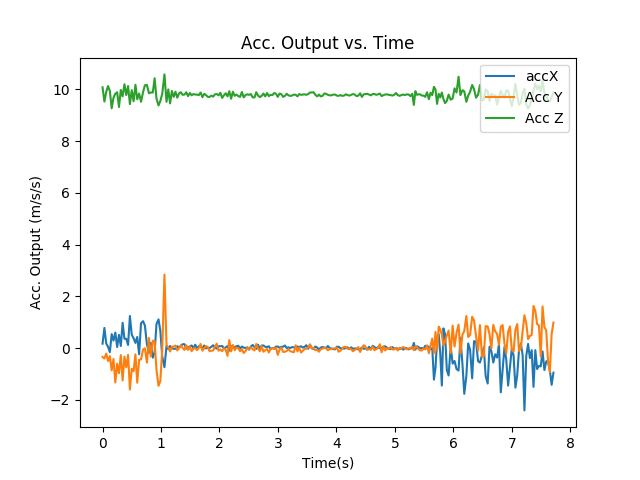 Acc. Output vs. Time
accX
Acc Y
Acc Z
Acc. Output (m/s/s)
10
8
6
4
2
0
−2
0 1 2 3 4 5 6 7 8
Time(s)